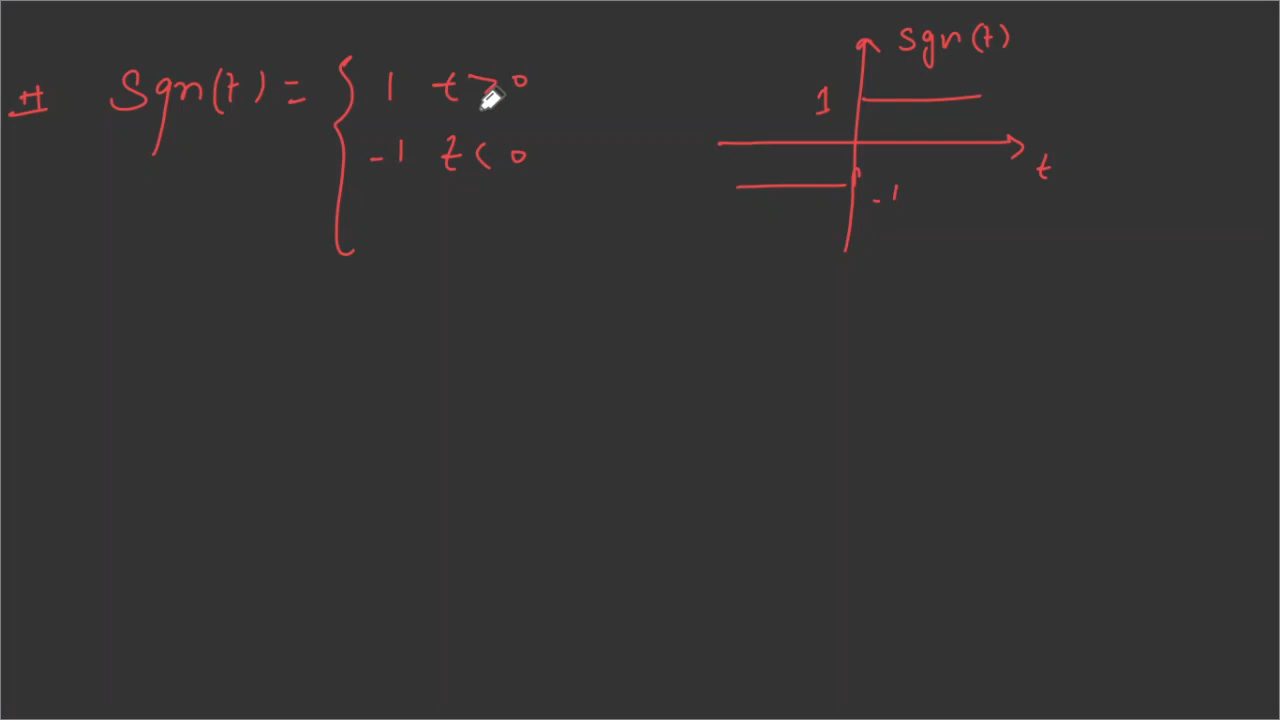 # Sgn(t) = { 1 t > 0
-1 t < 0
Sgn(t)
1
t
-1